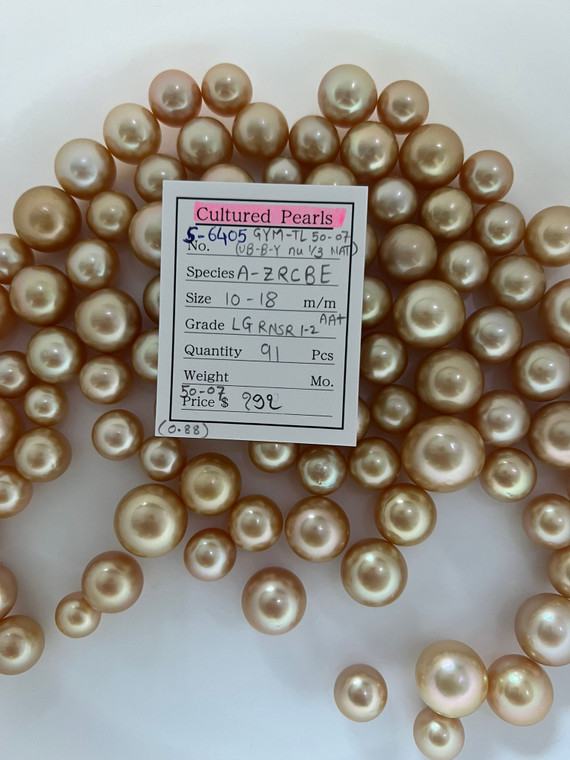 Cultured Pearls
S-6405 GYM-TL 50-07
No. (UB-B-Y nu 1/3 NAT)
Species A-ZRCBE
Size 10-18 m/m
Grade LG RNSR 1-2 AA+
Quantity 91 Pcs
Weight Mo.
50-07
Price $ 292
(0.88)